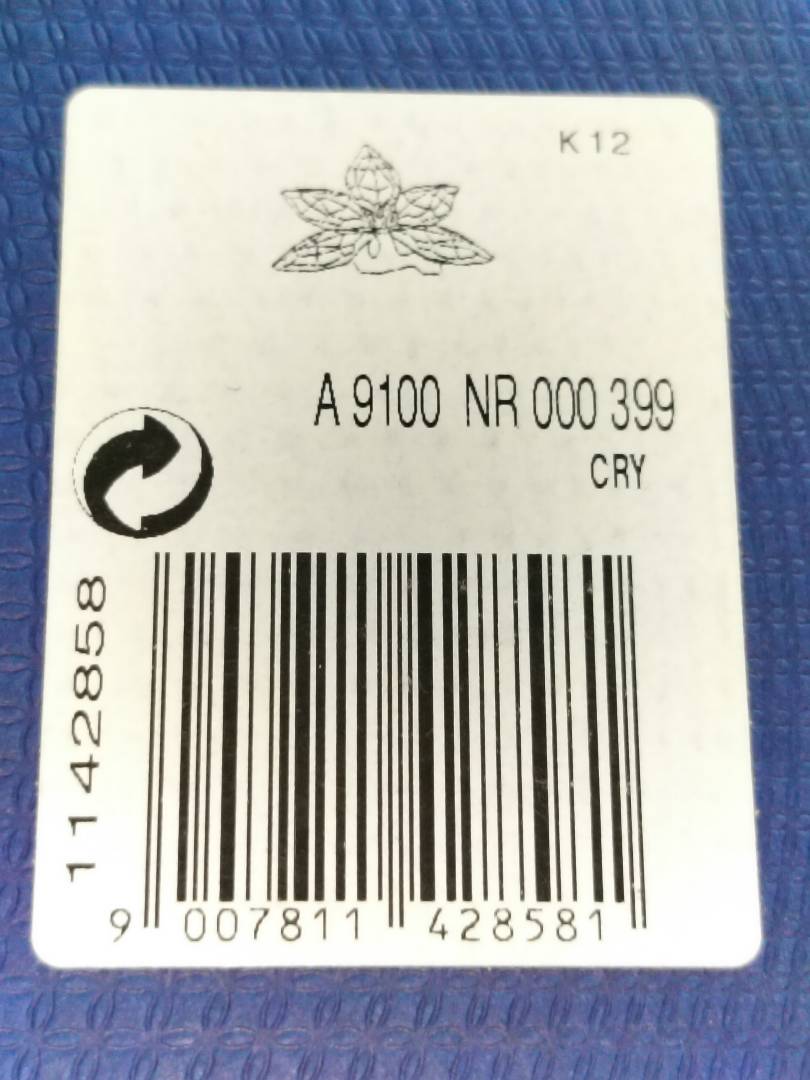 K12
A 9100 NR 000 399
CRY
1142858
9 007811 428581